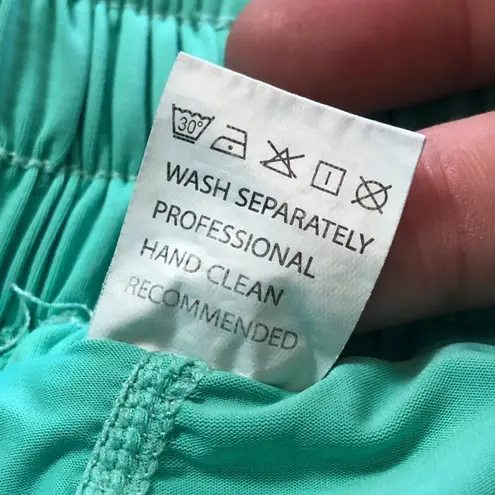 30°
WASH SEPARATELY
PROFESSIONAL
HAND CLEAN
RECOMMENDED